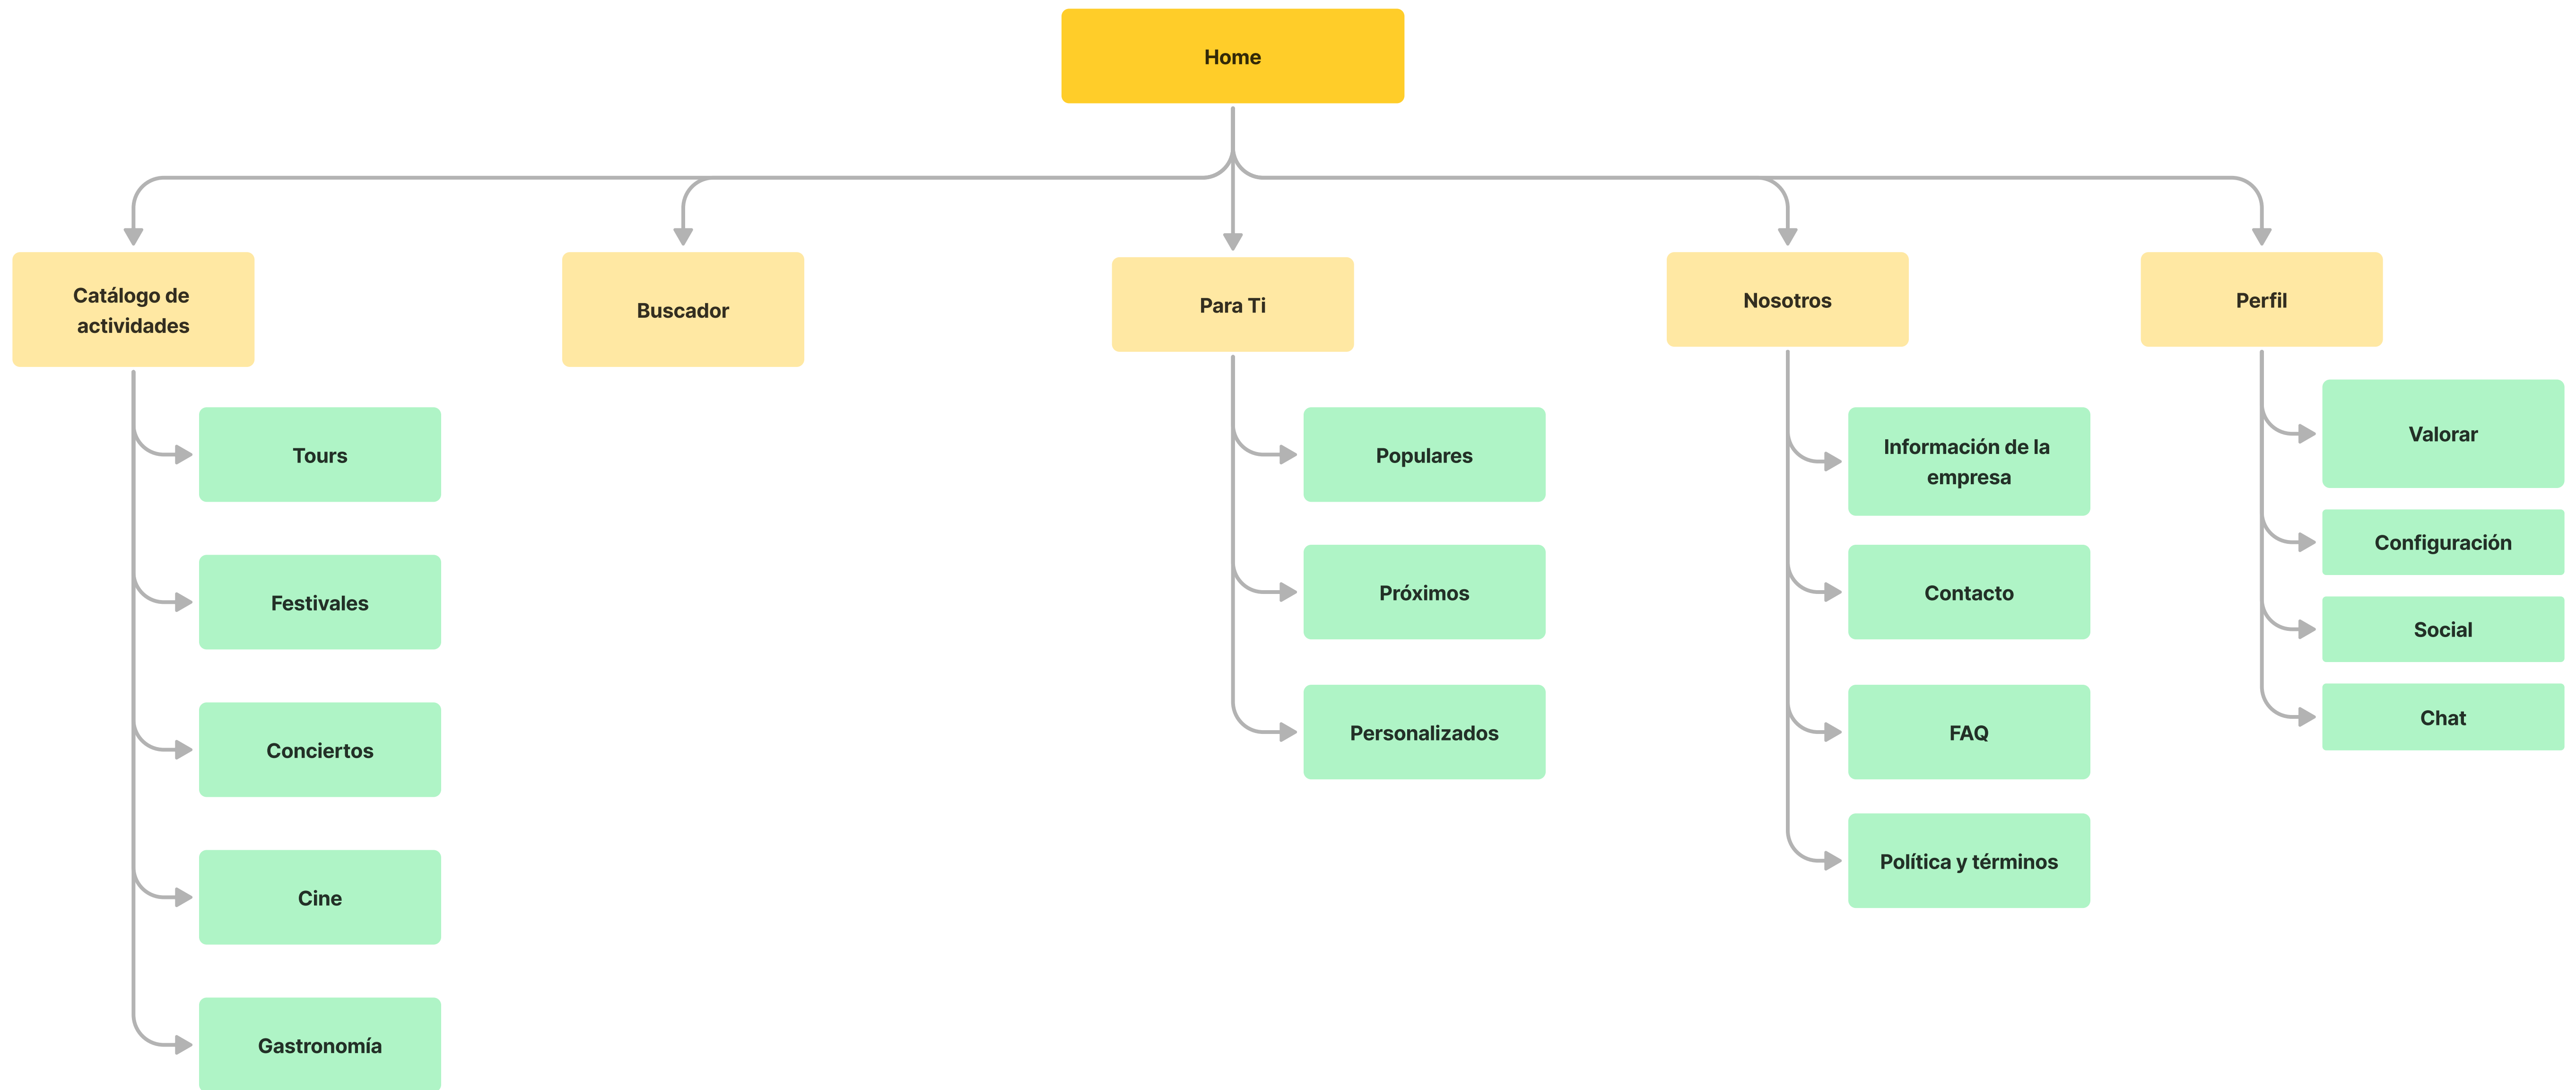 Home
Catálogo de
actividades
Buscador
Para Ti
Nosotros
Perfil
Tours
Festivales
Conciertos
Cine
Gastronomía
Populares
Próximos
Personalizados
Información de la
empresa
Contacto
FAQ
Política y términos
Valorar
Configuración
Social
Chat